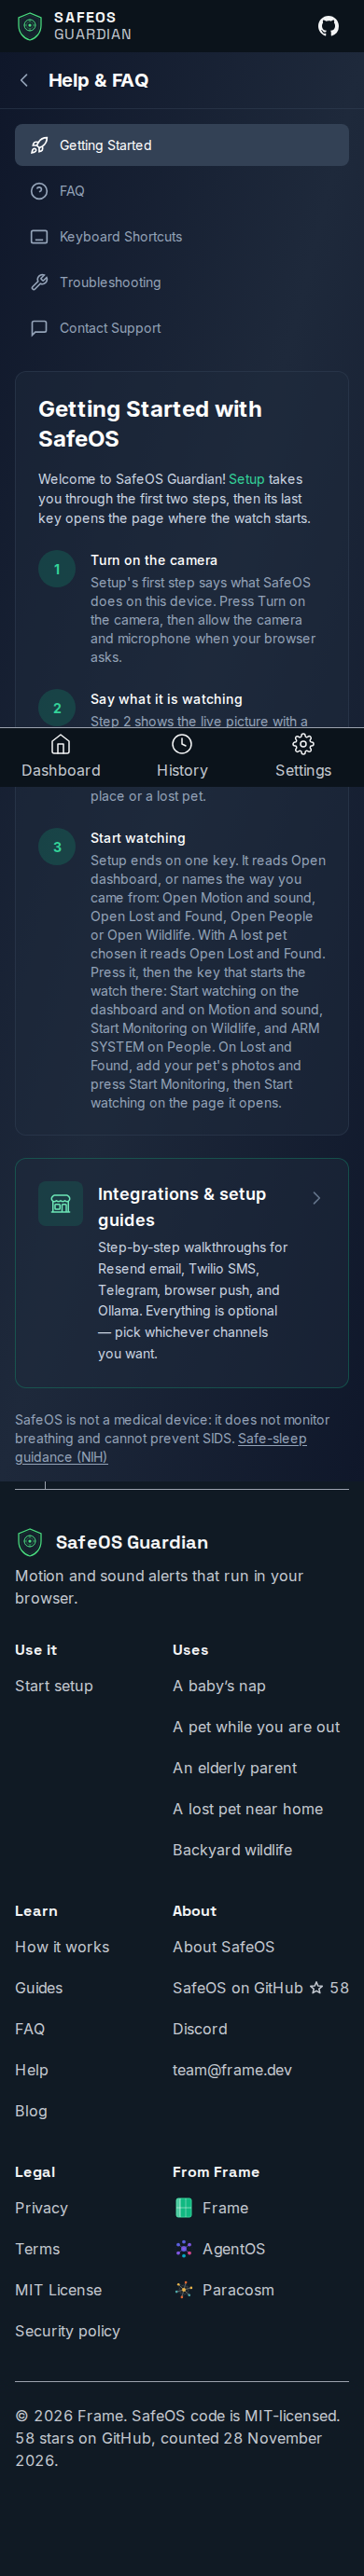 SAFEOS
GUARDIAN
Help & FAQ
Getting Started
FAQ
Keyboard Shortcuts
Troubleshooting
Contact Support
Getting Started with
SafeOS
Welcome to SafeOS Guardian! Setup takes
you through the first two steps, then its last
key opens the page where the watch starts.
1
Turn on the camera
Setup's first step says what SafeOS
does on this device. Press Turn on
the camera, then allow the camera
and microphone when your browser
asks.
2
Say what it is watching
Step 2 shows the live picture with a
Dashboard
History
Settings
place or a lost pet.
3
Start watching
Setup ends on one key. It reads Open
dashboard, or names the way you
came from: Open Motion and sound,
Open Lost and Found, Open People
or Open Wildlife. With A lost pet
chosen it reads Open Lost and Found.
Press it, then the key that starts the
watch there: Start watching on the
dashboard and on Motion and sound,
Start Monitoring on Wildlife, and ARM
SYSTEM on People. On Lost and
Found, add your pet's photos and
press Start Monitoring, then Start
watching on the page it opens.
Integrations & setup
guides
Step-by-step walkthroughs for
Resend email, Twilio SMS,
Telegram, browser push, and
Ollama. Everything is optional
— pick whichever channels
you want.
SafeOS is not a medical device: it does not monitor
breathing and cannot prevent SIDS. Safe-sleep
guidance (NIH)
SafeOS Guardian
Motion and sound alerts that run in your
browser.
Use it
Start setup
Uses
A baby’s nap
A pet while you are out
An elderly parent
A lost pet near home
Backyard wildlife
Learn
How it works
Guides
FAQ
Help
Blog
About
About SafeOS
SafeOS on GitHub ☆ 58
Discord
team@frame.dev
Legal
Privacy
Terms
MIT License
Security policy
From Frame
Frame
AgentOS
Paracosm
© 2026 Frame. SafeOS code is MIT-licensed.
58 stars on GitHub, counted 28 November
2026.